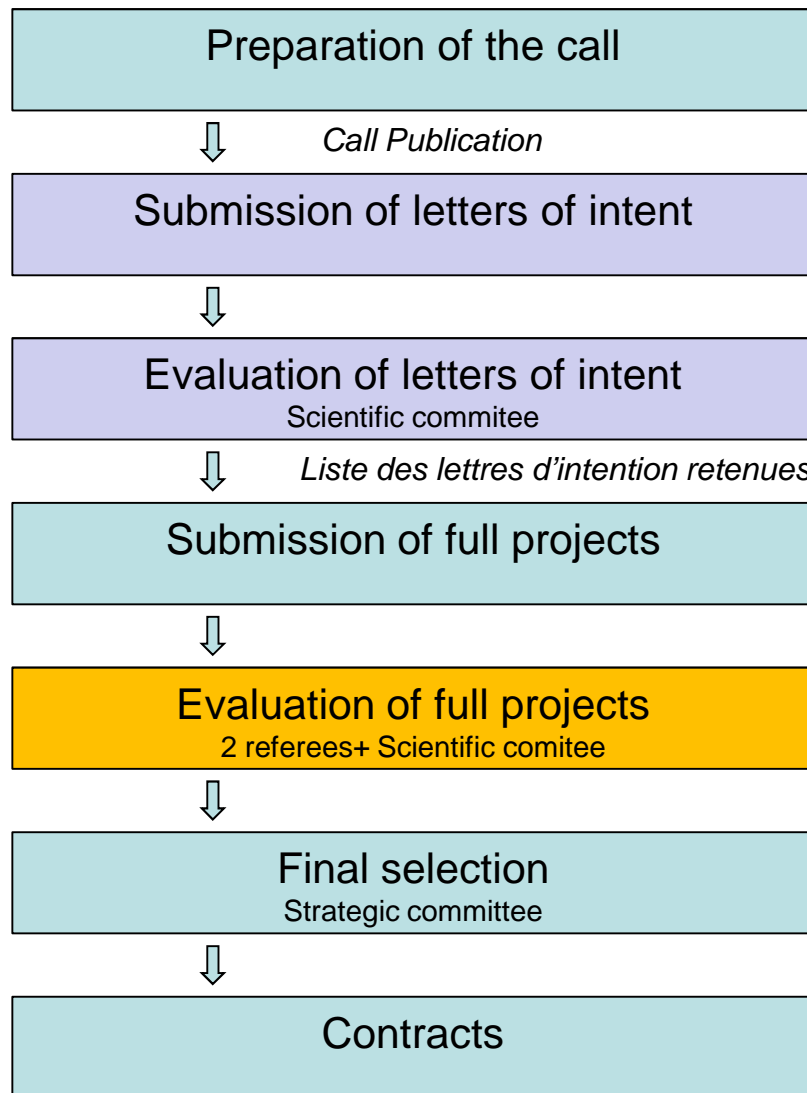 Preparation of the call
Call Publication
Submission of letters of intent
Evaluation of letters of intent
Scientific commitee
Liste des lettres d'intention retenues
Submission of full projects
Evaluation of full projects
2 referees+ Scientific comitee
Final selection
Strategic committee
Contracts